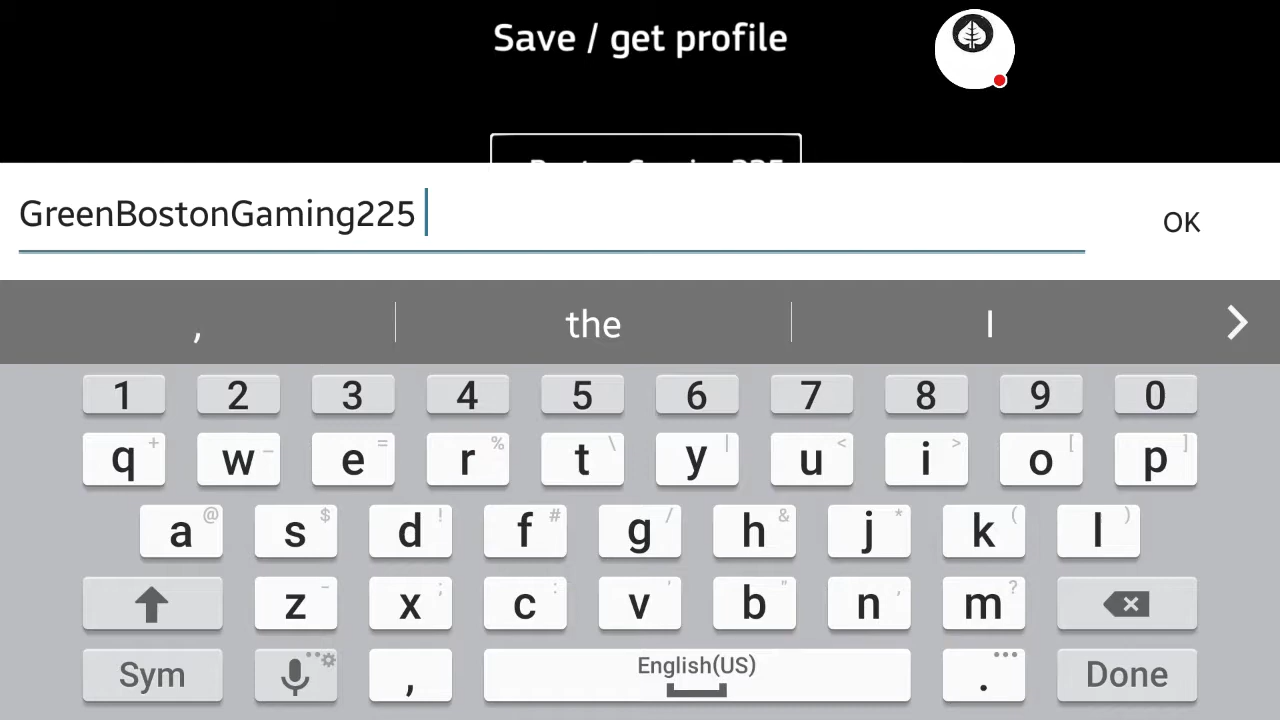 Save / get profile
GreenBostonGaming225
OK
, the I
1 2 3 4 5 6 7 8 9 0
q + w _ e = r % t \ y | u < i > o [ p ]
a @ s $ d ! f # g / h & j * k ( l )
z - x ; c : v ' b " n , m ?
Sym , English(US) . Done